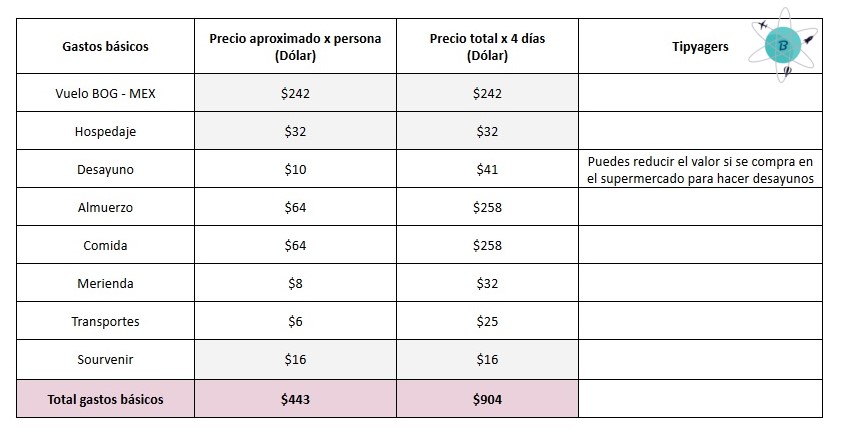 Gastos básicos Precio aproximado x persona (Dólar) Precio total x 4 días (Dólar) Tipyagers B
Vuelo BOG - MEX $242 $242
Hospedaje $32 $32
Desayuno $10 $41 Puedes reducir el valor si se compra en el supermercado para hacer desayunos
Almuerzo $64 $258
Comida $64 $258
Merienda $8 $32
Transportes $6 $25
Sourvenir $16 $16
Total gastos básicos $443 $904